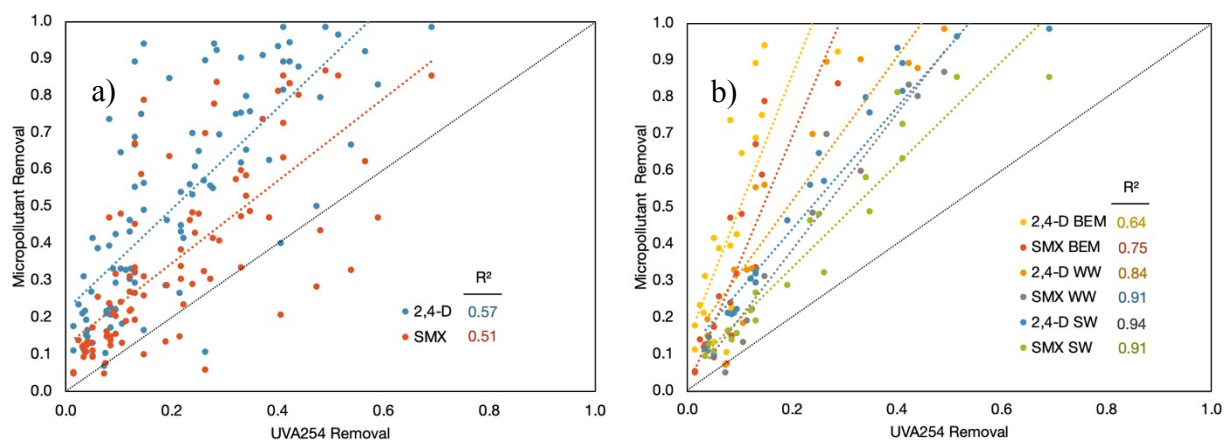 a)
Micropollutant Removal
1.0
0.9
0.8
0.7
0.6
0.5
0.4
0.3
0.2
0.1
0.0
0.0 0.2 0.4 0.6 0.8 1.0
UVA254 Removal
R²
2,4-D 0.57
SMX 0.51
b)
Micropollutant Removal
1.0
0.9
0.8
0.7
0.6
0.5
0.4
0.3
0.2
0.1
0.0
0.0 0.2 0.4 0.6 0.8 1.0
UVA254 Removal
R²
2,4-D BEM 0.64
SMX BEM 0.75
2,4-D WW 0.84
SMX WW 0.91
2,4-D SW 0.94
SMX SW 0.91